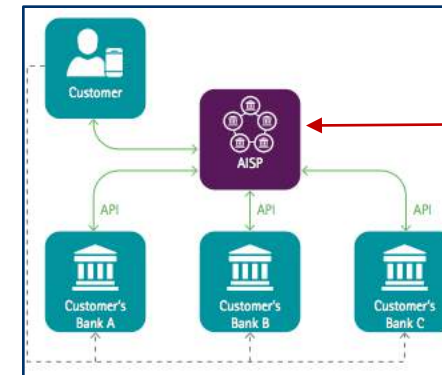 Customer
AISP
API
API
API
Customer's
Bank A
Customer's
Bank B
Customer's
Bank C